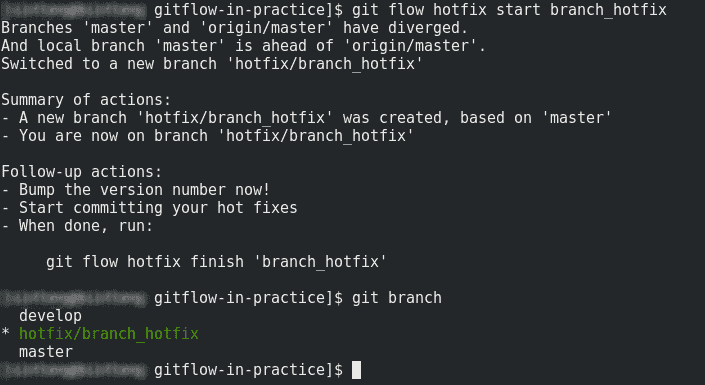 gitflow-in-practice]$ git flow hotfix start branch_hotfix
Branches 'master' and 'origin/master' have diverged.
And local branch 'master' is ahead of 'origin/master'.
Switched to a new branch 'hotfix/branch_hotfix'
Summary of actions:
- A new branch 'hotfix/branch_hotfix' was created, based on 'master'
- You are now on branch 'hotfix/branch_hotfix'
Follow-up actions:
- Bump the version number now!
- Start committing your hot fixes
- When done, run:
git flow hotfix finish 'branch_hotfix'
gitflow-in-practice]$ git branch
develop
* hotfix/branch_hotfix
master
gitflow-in-practice]$